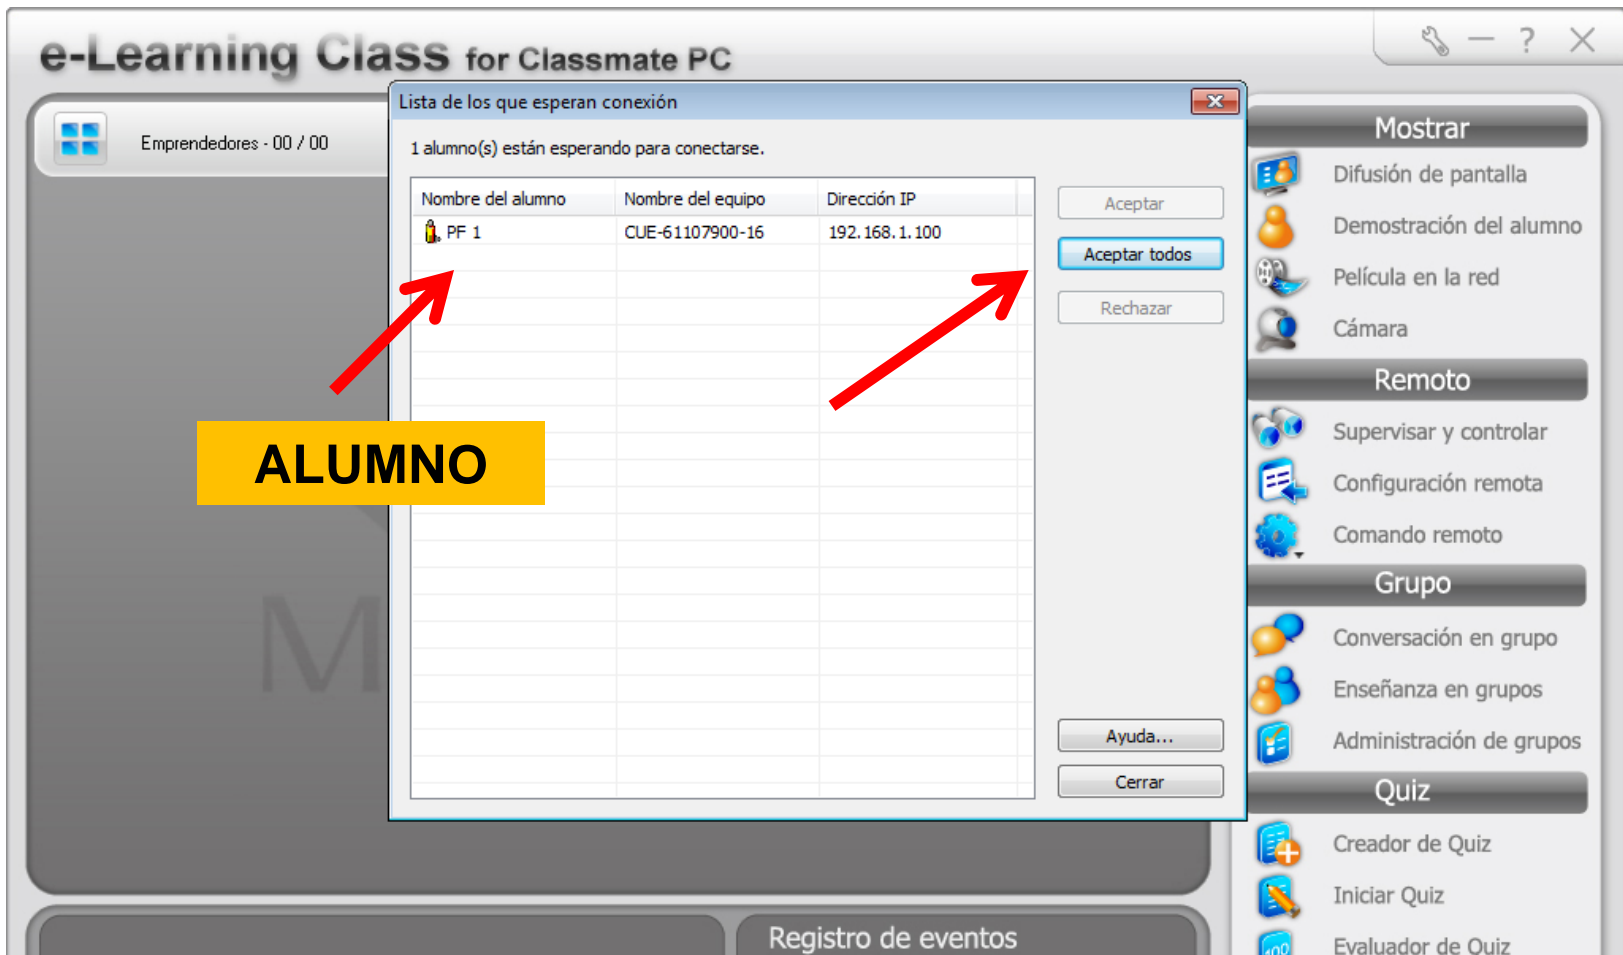 e-Learning Class for Classmate PC
?
Lista de los que esperan conexión
Emprendedores - 00 / 00
1 alumno(s) están esperando para conectarse.
Nombre del alumno Nombre del equipo Dirección IP
PF 1 CUE-61107900-16 192.168.1.100
Aceptar
Aceptar todos
Rechazar
ALUMNO
M
Ayuda...
Cerrar
Mostrar
Difusión de pantalla
Demostración del alumno
Película en la red
Cámara
Remoto
Supervisar y controlar
Configuración remota
Comando remoto
Grupo
Conversación en grupo
Enseñanza en grupos
Administración de grupos
Quiz
Creador de Quiz
Iniciar Quiz
100 Evaluador de Quiz
Registro de eventos